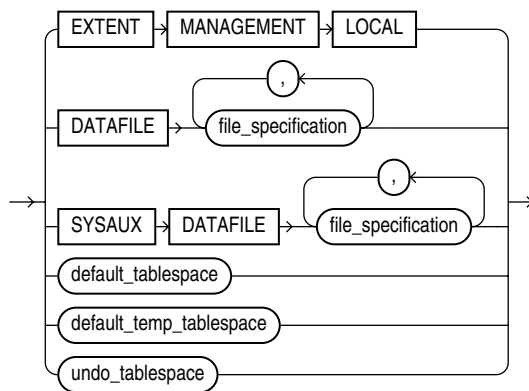 EXTENT MANAGEMENT LOCAL
,
DATAFILE file_specification
,
SYSAUX DATAFILE file_specification
default_tablespace
default_temp_tablespace
undo_tablespace